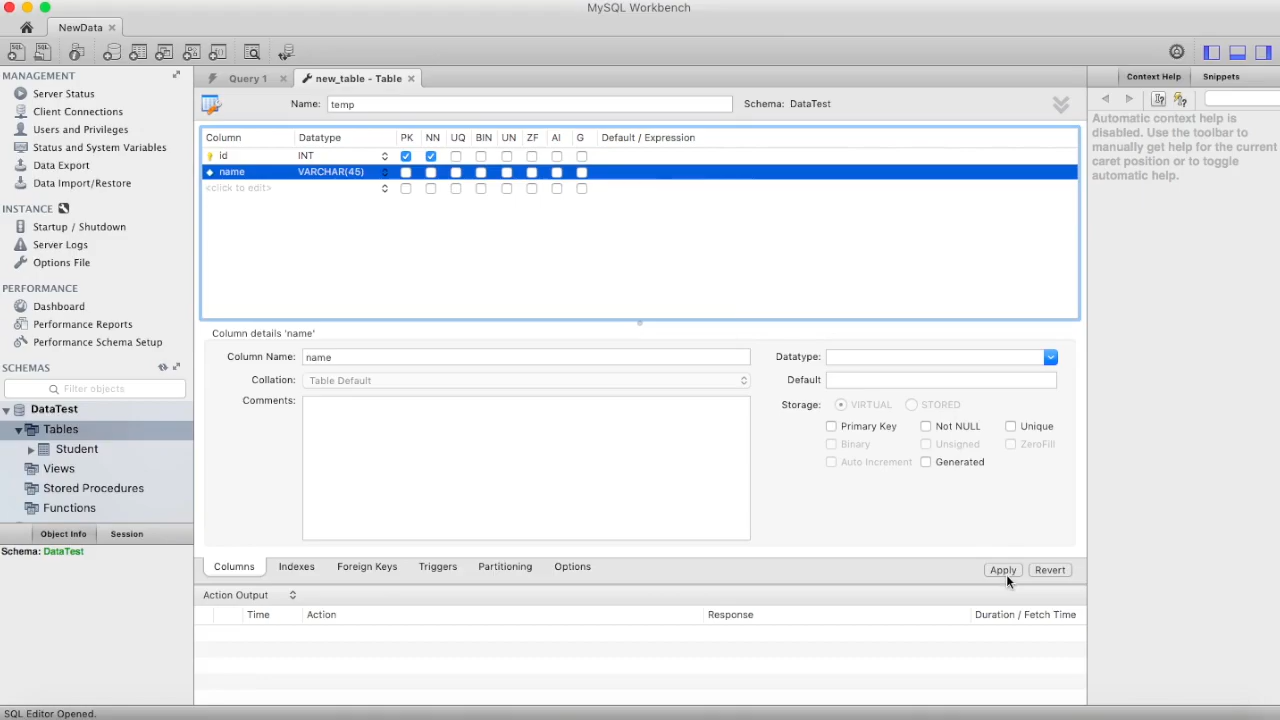 MySQL Workbench
NewData
Query 1
new_table - Table
Context Help
Snippets
MANAGEMENT
Server Status
Client Connections
Users and Privileges
Status and System Variables
Data Export
Data Import/Restore
INSTANCE
Startup / Shutdown
Server Logs
Options File
PERFORMANCE
Dashboard
Performance Reports
Performance Schema Setup
SCHEMAS
Filter objects
DataTest
Tables
Student
Views
Stored Procedures
Functions
Object Info Session
Schema: DataTest
Name: temp Schema: DataTest
Column Datatype PK NN UQ BIN UN ZF AI G Default / Expression
id INT
name VARCHAR(45)
<click to edit>
Column details 'name'
Column Name: name Datatype:
Collation: Table Default Default
Comments: Storage: VIRTUAL STORED
Primary Key Not NULL Unique
Binary Unsigned ZeroFill
Auto Increment Generated
Columns Indexes Foreign Keys Triggers Partitioning Options Apply Revert
Action Output
Time Action Response Duration / Fetch Time
Automatic context help is
disabled. Use the toolbar to
manually get help for the current
caret position or to toggle
automatic help.
SQL Editor Opened.